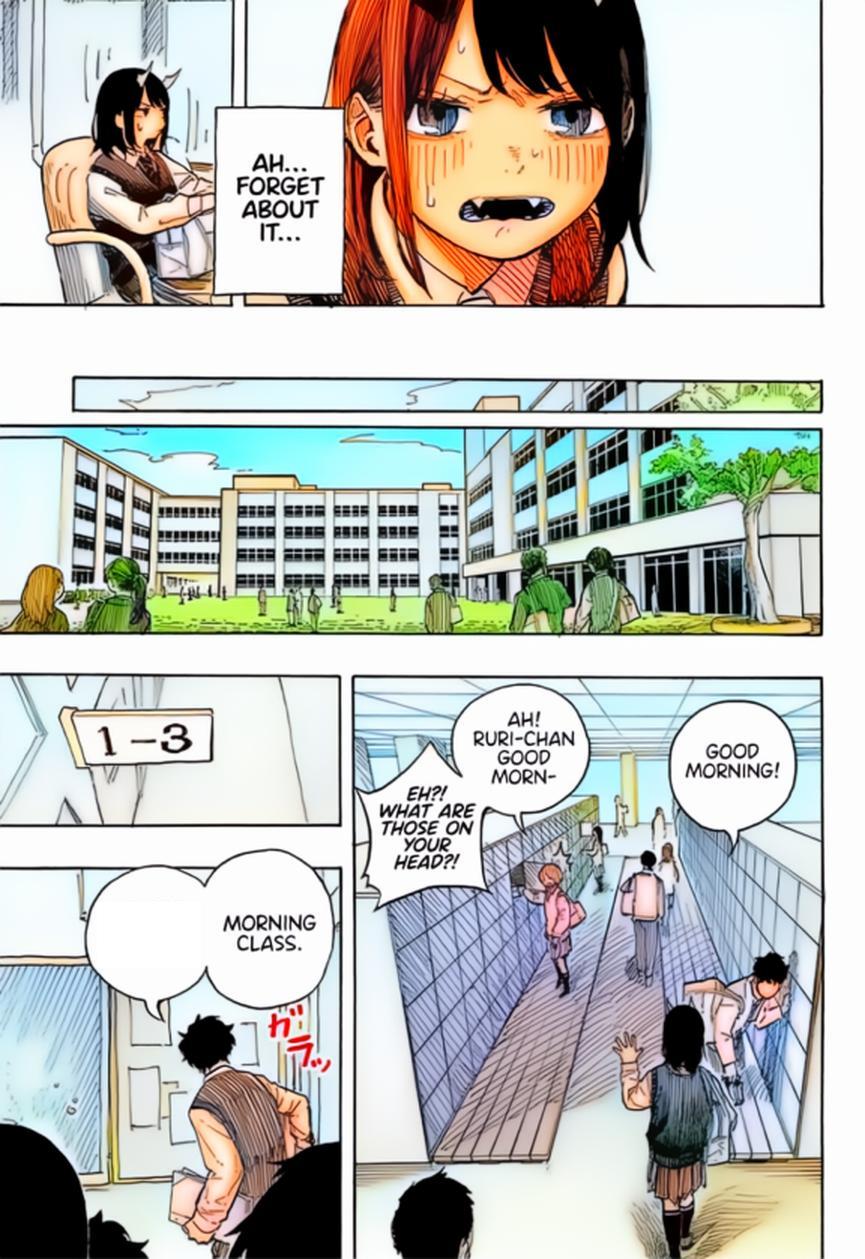 AH...
FORGET
ABOUT
IT...
GOOD
MORNING!
AH!
RURI-CHAN
GOOD
MORN-
EH?!
WHAT ARE
THOSE ON
YOUR
HEAD?!
1-3
MORNING
CLASS.
ガラッ